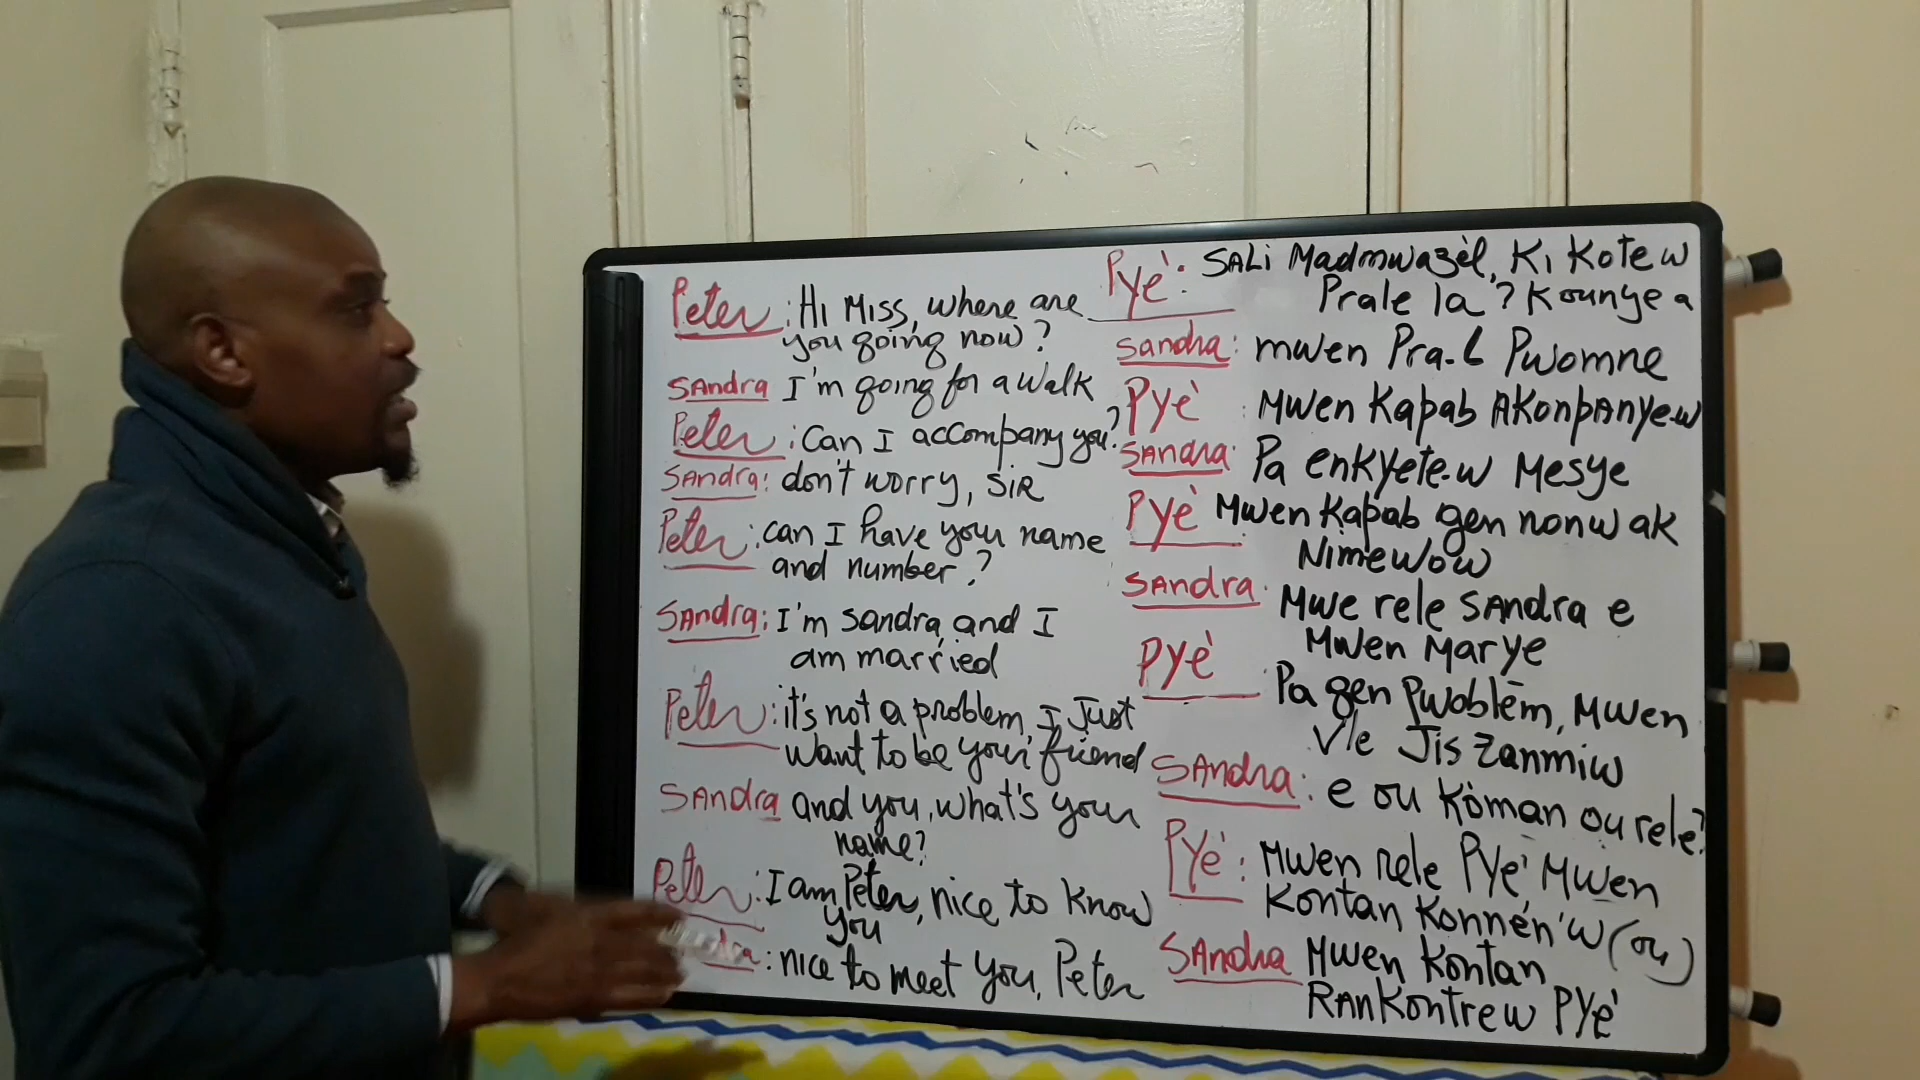 Peter: Hi Miss, where are
you going now?
SAndra I'm going for a walk
Peter: Can I accompany you?
SAndra: don't worry, SIR
Peter: can I have your name
and number?
SAndra: I'm sandra, and I
am married
Peter: it's not a problem, I Just
want to be your friend
SAndra and you, what's your
name?
Peter: I am Peter, nice to know
you
dra: nice to meet you, Peter
Pyè: SALi Madmwazèl, Ki Kote w
Prale la? Kounye a
Sandra: mwen Pra.L Pwomne
PYè: Mwen Kapab AKonpAnye.w
SAndra: Pa enKyete.w Mesye
PYè Mwen Kapab gen nonw ak
Nimewow
SAndra: Mwe rele SAndra e
Mwen Marye
PYè Pa gen Pwoblēm, Mwen
Vle Jis Zanmiw
SAndra: e ou Kòman ou rele?
PYè: Mwen rele PYè Mwen
Kontan Konnen'w (ou)
SAndra Mwen Kontan
RAnKontrew PYè